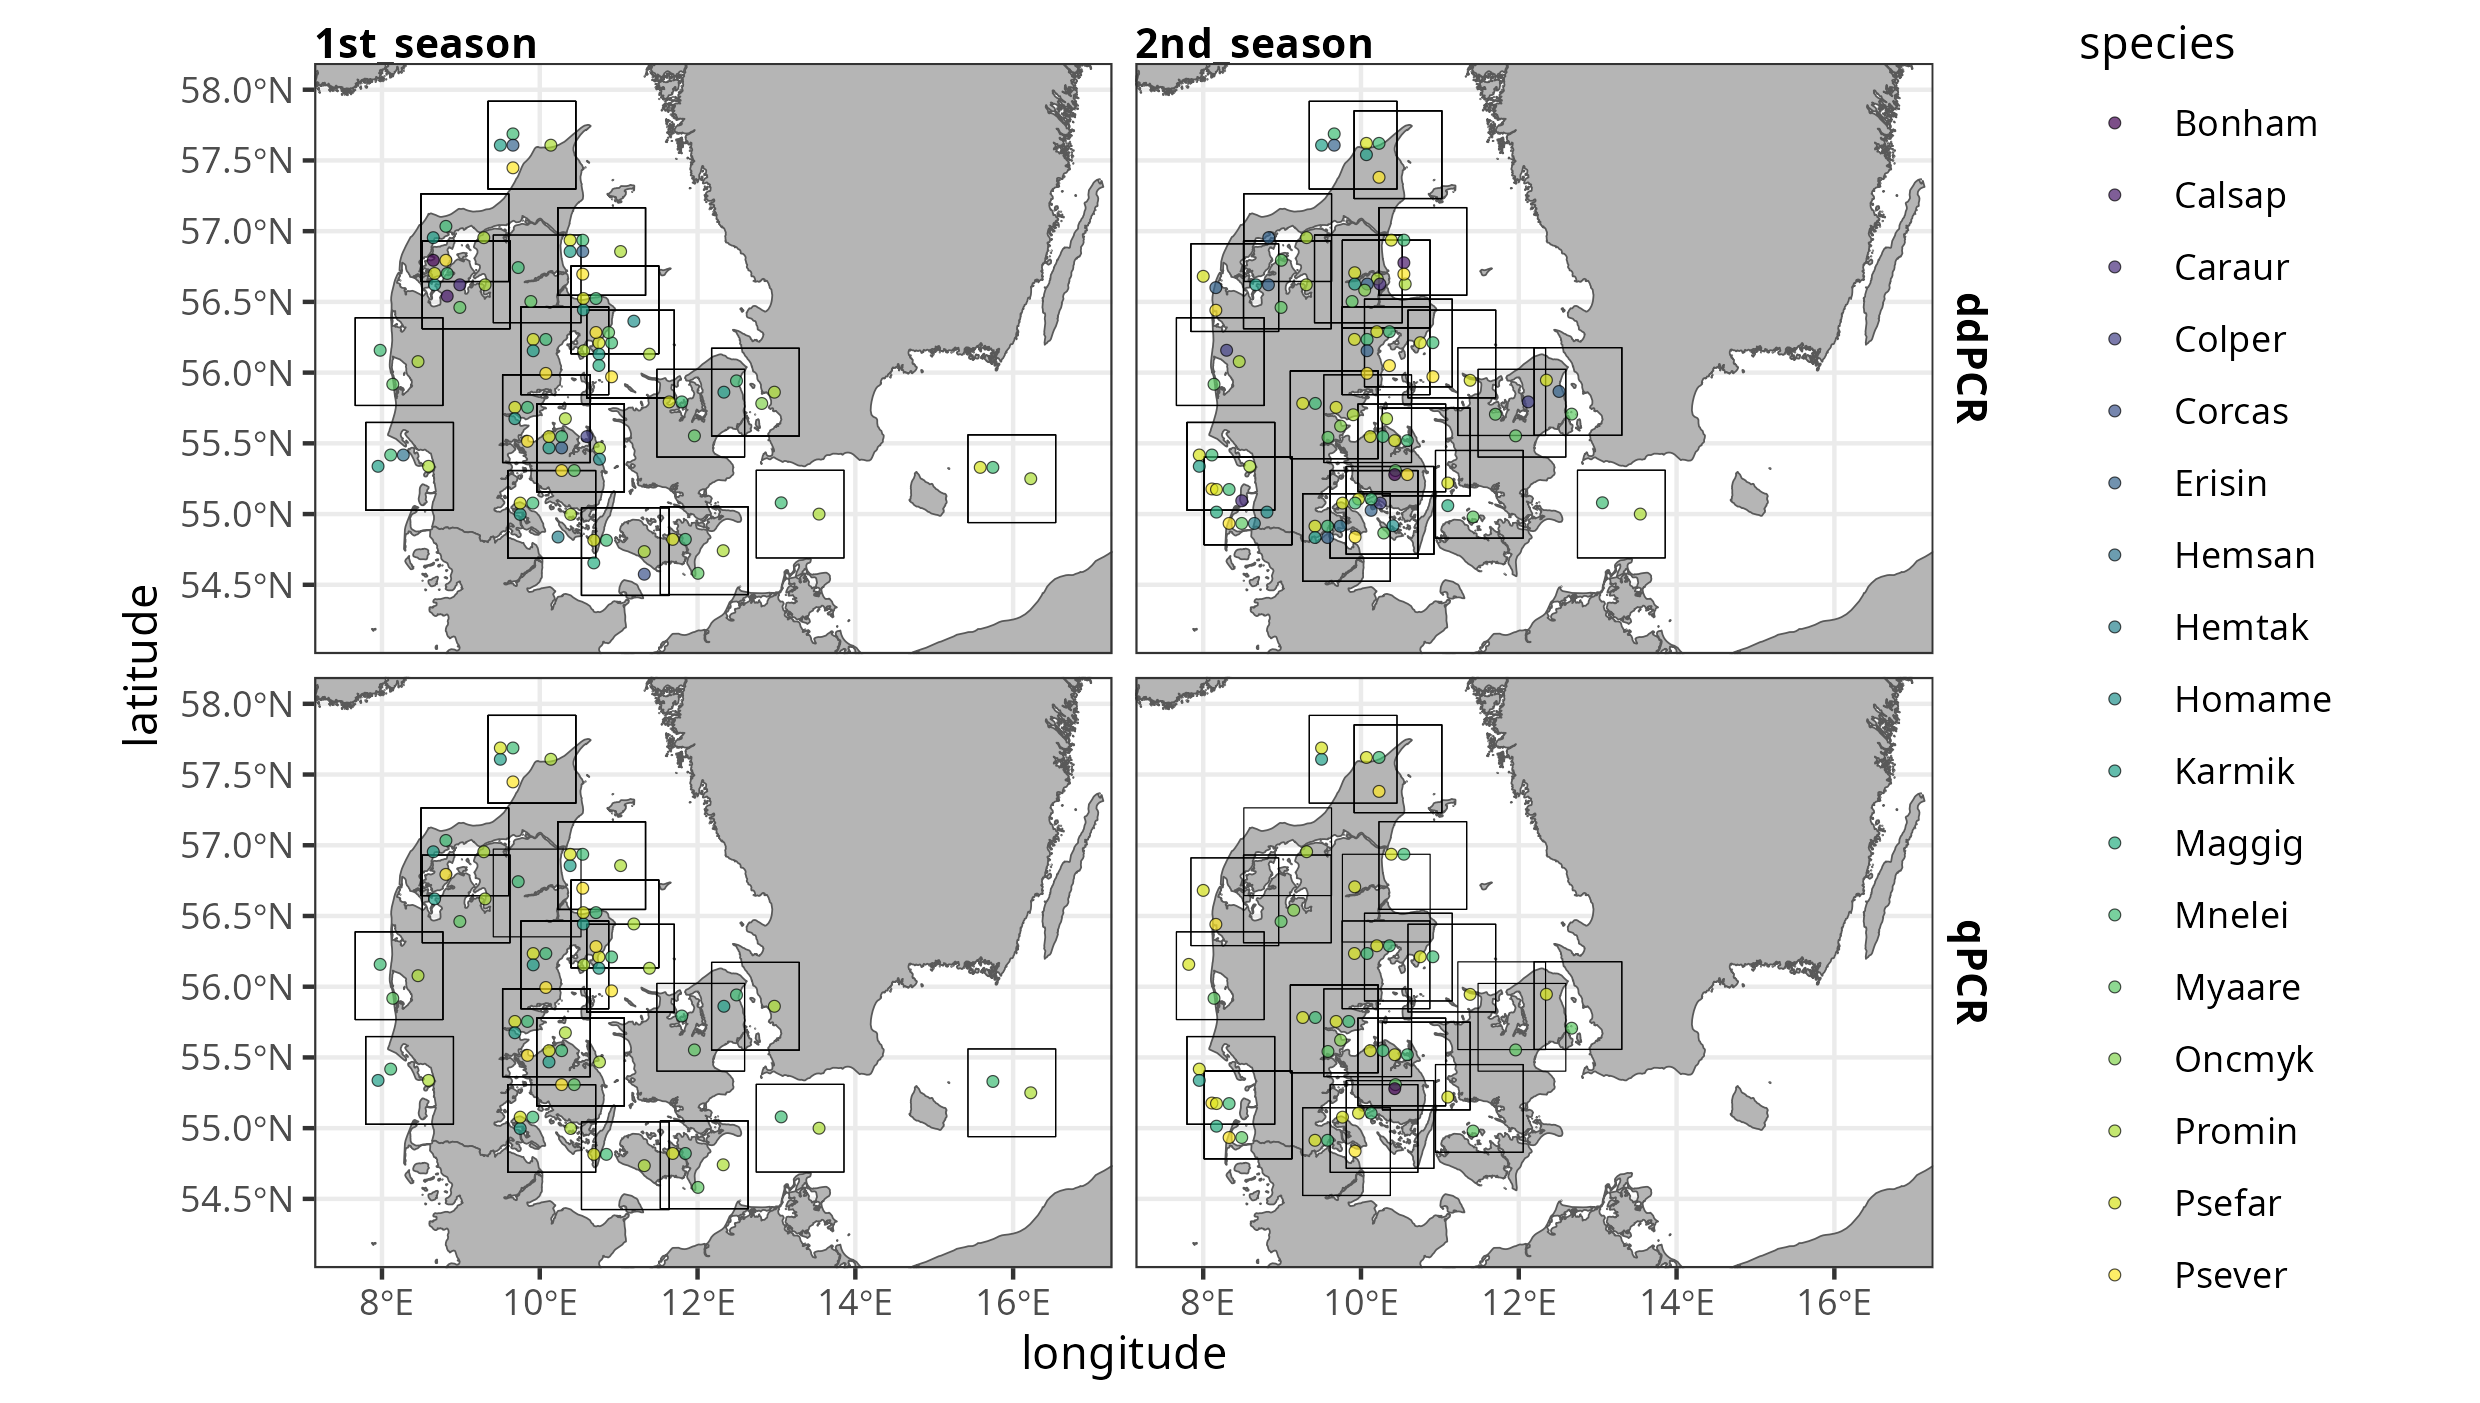 1st_season
2nd_season
species
58.0°N
57.5°N
57.0°N
56.5°N
56.0°N
55.5°N
55.0°N
54.5°N
ddPCR
58.0°N
57.5°N
57.0°N
56.5°N
56.0°N
55.5°N
55.0°N
54.5°N
qPCR
latitude
8°E
10°E
12°E
14°E
16°E
8°E
10°E
12°E
14°E
16°E
longitude
Bonham
Calsap
Caraur
Colper
Corcas
Erisin
Hemsan
Hemtak
Homame
Karmik
Maggig
Mnelei
Myaare
Oncmyk
Promin
Psefar
Psever